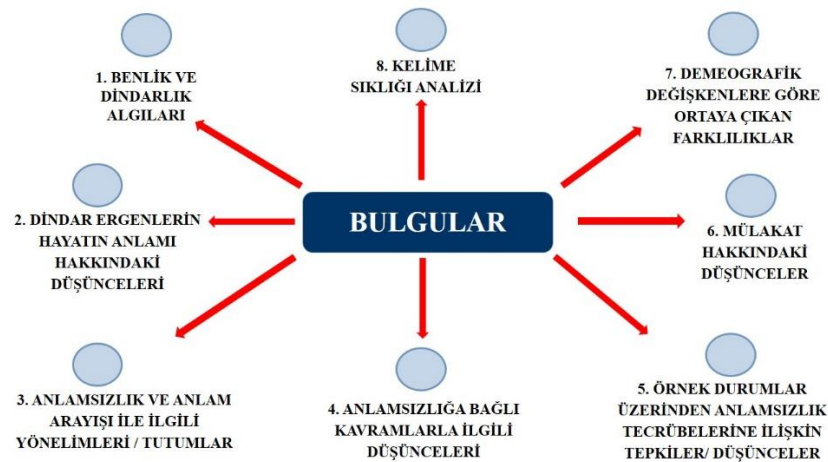 1. BENLİK VE
DİNDARLIK
ALGILARI
8. KELİME
SIKLIĞI ANALİZİ
7. DEMEOGRAFİK
DEĞİŞKENLERE GÖRE
ORTAYA ÇIKAN
FARKLILIKLAR
2. DİNDAR ERGENLERİN
HAYATIN ANLAMI
HAKKINDAKİ
DÜŞÜNCELERİ
BULGULAR
6. MÜLAKAT
HAKKINDAKİ
DÜŞÜNCELER
3. ANLAMSIZLIK VE ANLAM
ARAYIŞI İLE İLGİLİ
YÖNELİMLERİ / TUTUMLAR
4. ANLAMSIZLIĞA BAĞLI
KAVRAMLARLA İLGİLİ
DÜŞÜNCELERİ
5. ÖRNEK DURUMLAR
ÜZERİNDEN ANLAMSIZLIK
TECRÜBELERİNE İLİŞKİN
TEPKİLER/ DÜŞÜNCELER